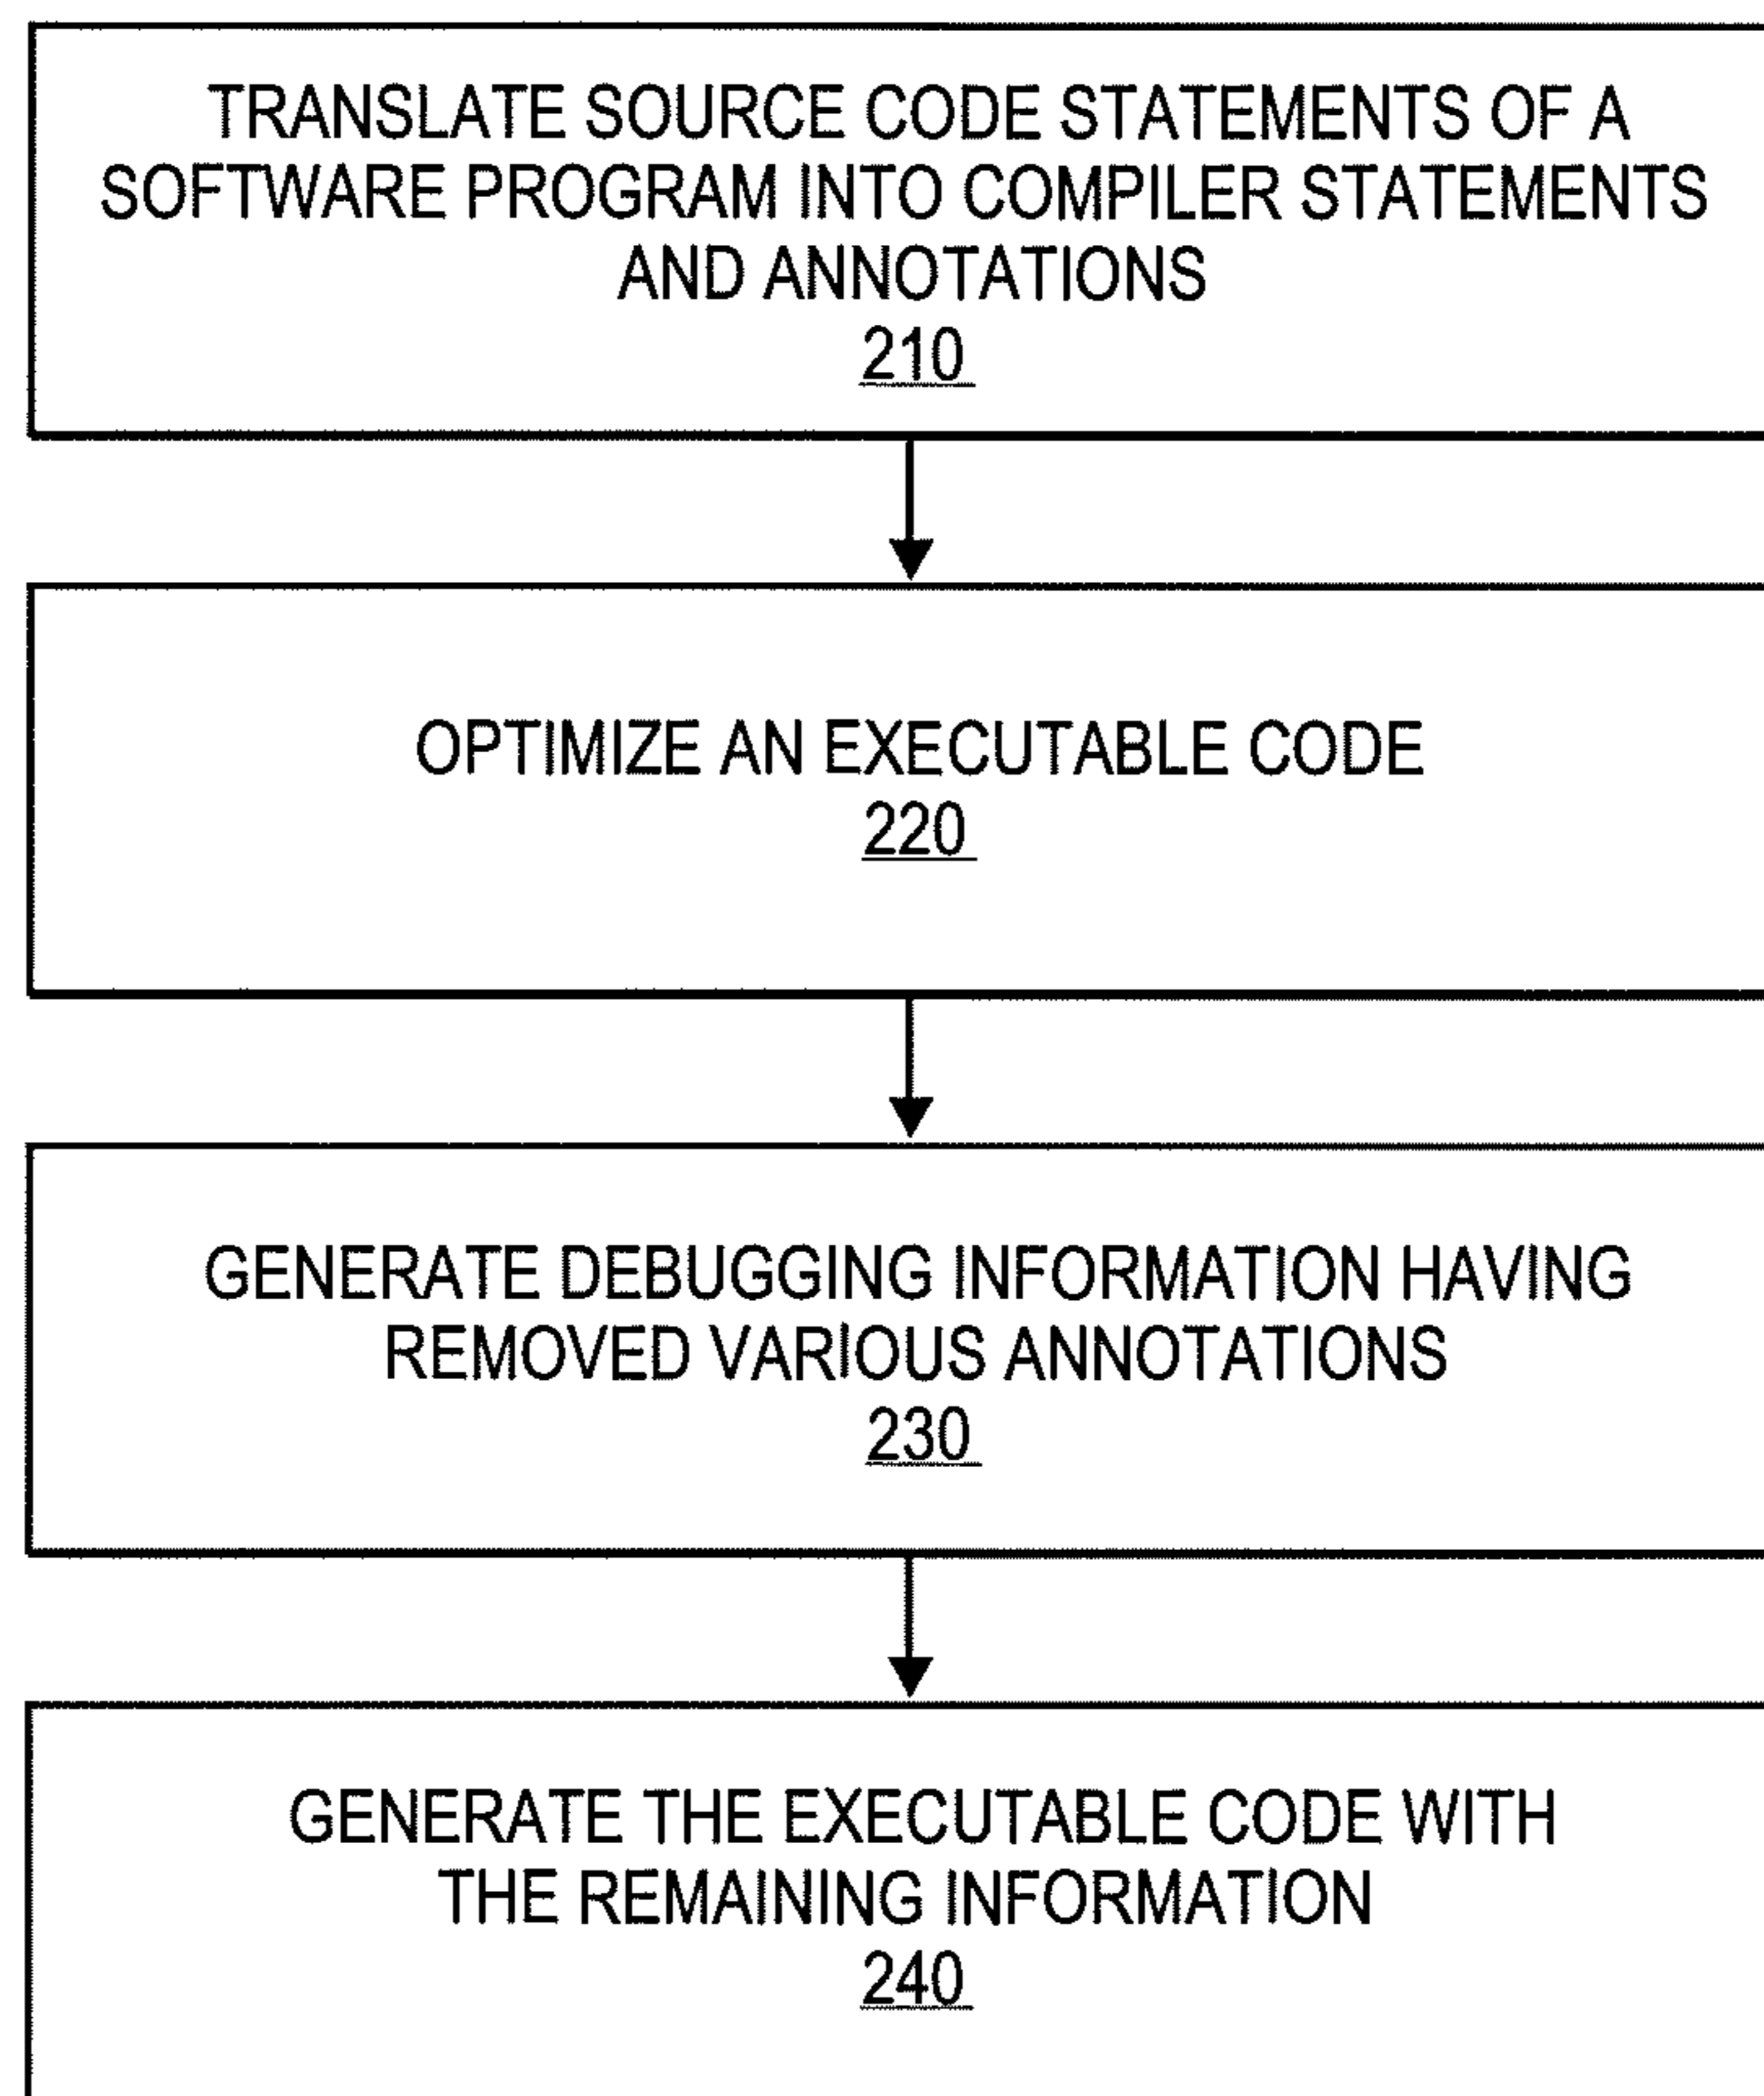 TRANSLATE SOURCE CODE STATEMENTS OF A
SOFTWARE PROGRAM INTO COMPILER STATEMENTS
AND ANNOTATIONS
210
OPTIMIZE AN EXECUTABLE CODE
220
GENERATE DEBUGGING INFORMATION HAVING
REMOVED VARIOUS ANNOTATIONS
230
GENERATE THE EXECUTABLE CODE WITH
THE REMAINING INFORMATION
240